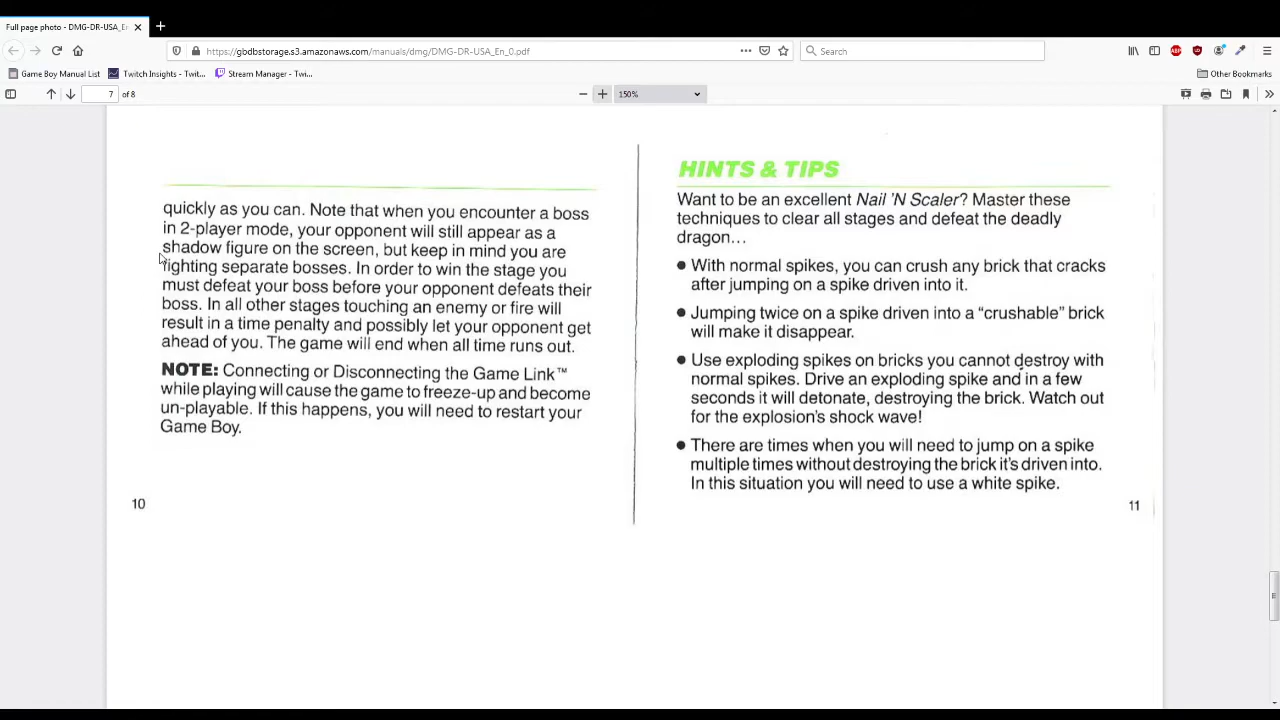 Full page photo - DMG-DR-USA_En
https://gbdbstorage.s3.amazonaws.com/manuals/dmg/DMG-DR-USA_En_0.pdf
Search
Game Boy Manual List
Twitch Insights - Twit...
Stream Manager - Twi...
Other Bookmarks
7 of 8
150%
quickly as you can. Note that when you encounter a boss
in 2-player mode, your opponent will still appear as a
shadow figure on the screen, but keep in mind you are
fighting separate bosses. In order to win the stage you
must defeat your boss before your opponent defeats their
boss. In all other stages touching an enemy or fire will
result in a time penalty and possibly let your opponent get
ahead of you. The game will end when all time runs out.
NOTE: Connecting or Disconnecting the Game Link™
while playing will cause the game to freeze-up and become
un-playable. If this happens, you will need to restart your
Game Boy.
10
HINTS & TIPS
Want to be an excellent Nail 'N Scaler? Master these
techniques to clear all stages and defeat the deadly
dragon...
● With normal spikes, you can crush any brick that cracks
after jumping on a spike driven into it.
● Jumping twice on a spike driven into a “crushable” brick
will make it disappear.
● Use exploding spikes on bricks you cannot destroy with
normal spikes. Drive an exploding spike and in a few
seconds it will detonate, destroying the brick. Watch out
for the explosion's shock wave!
● There are times when you will need to jump on a spike
multiple times without destroying the brick it's driven into.
In this situation you will need to use a white spike.
11